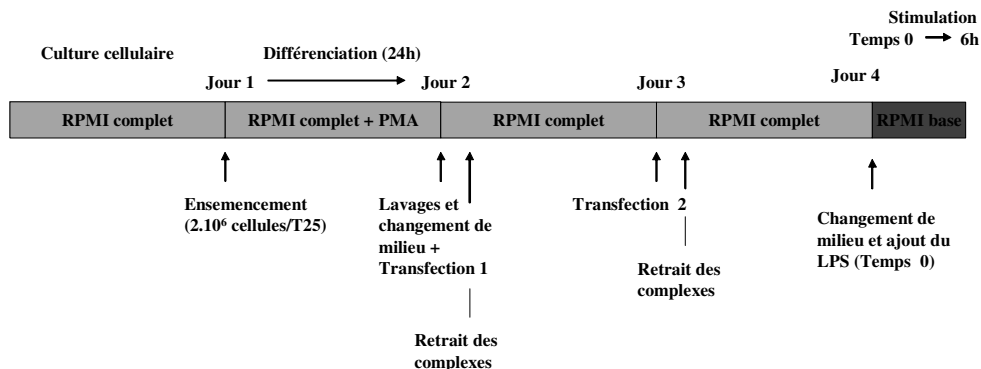 Stimulation
Temps 0 → 6h
Culture cellulaire
Différenciation (24h)
Jour 1
Jour 2
Jour 3
Jour 4
RPMI complet
RPMI complet + PMA
RPMI complet
RPMI complet
RPMI base
Ensemencement
(2.10⁶ cellules/T25)
Lavages et
changement de
milieu +
Transfection 1
Retrait des
complexes
Transfection 2
Retrait des
complexes
Changement de
milieu et ajout du
LPS (Temps 0)